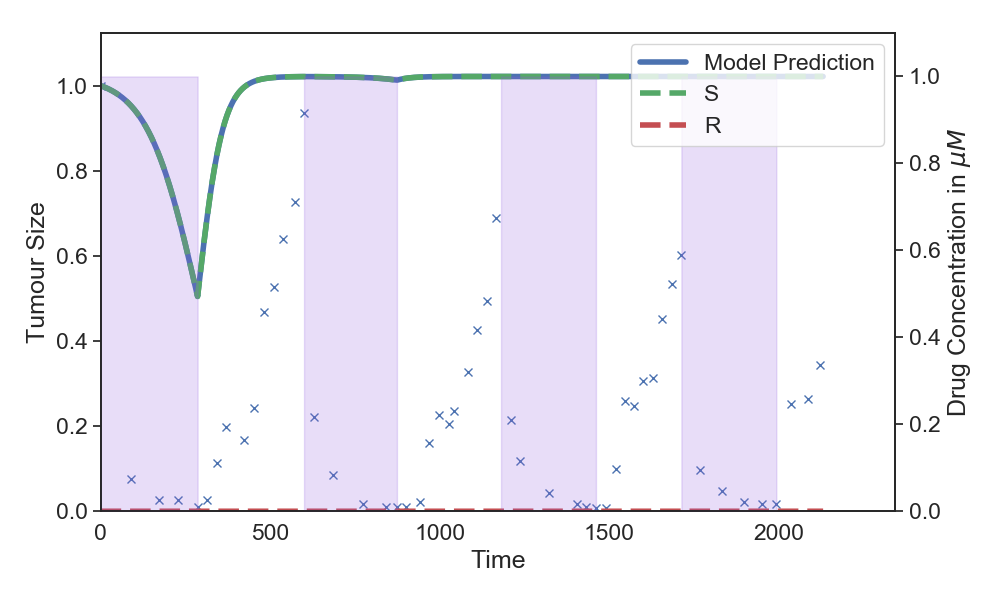 Model Prediction
S
R
1.0
0.8
0.6
0.4
0.2
0.0
Tumour Size
1.0
0.8
0.6
0.4
0.2
0.0
Drug Concentration in μM
0
500
1000
1500
2000
Time